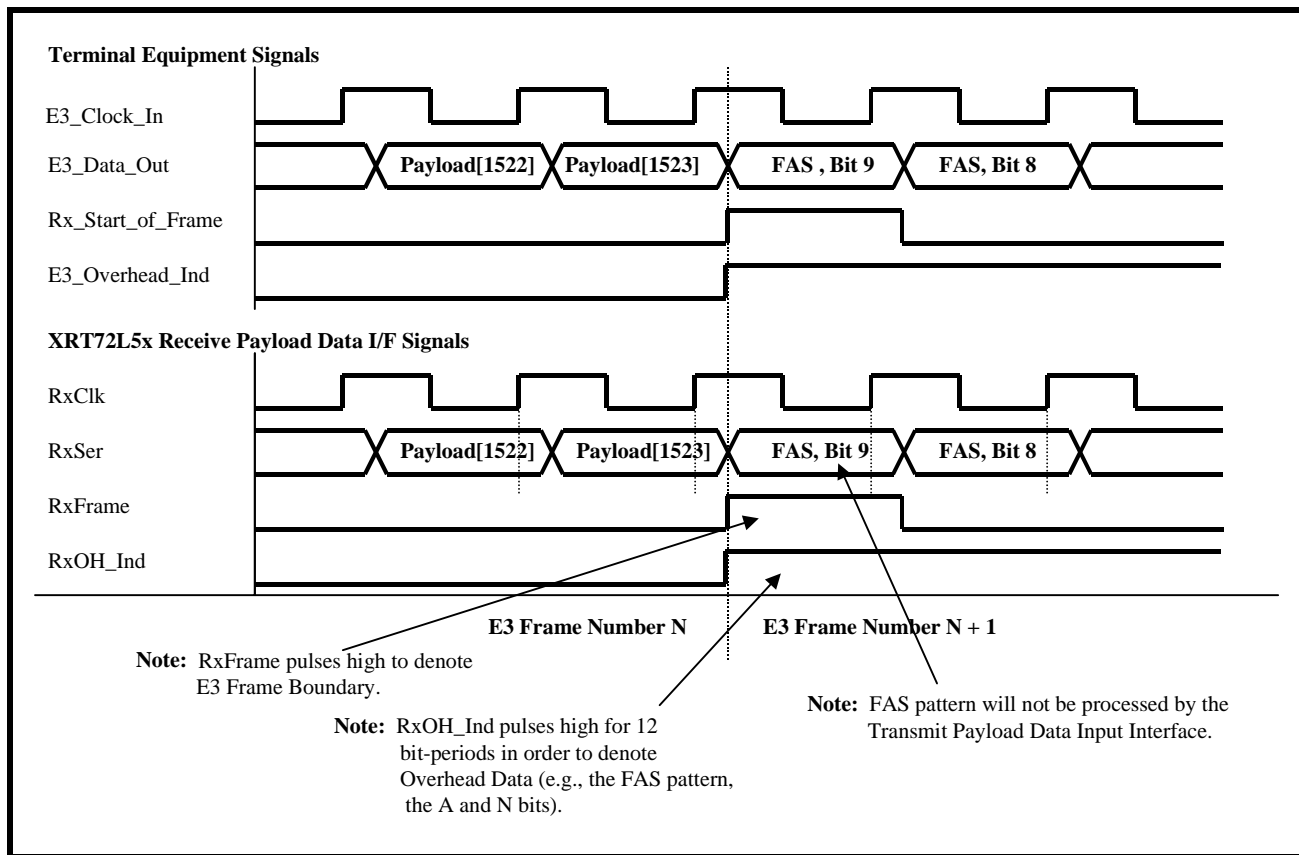 Terminal Equipment Signals
E3_Clock_In
E3_Data_Out
Payload[1522] Payload[1523] FAS , Bit 9 FAS, Bit 8
Rx_Start_of_Frame
E3_Overhead_Ind
XRT72L5x Receive Payload Data I/F Signals
RxClk
RxSer
Payload[1522] Payload[1523] FAS, Bit 9 FAS, Bit 8
RxFrame
RxOH_Ind
E3 Frame Number N E3 Frame Number N + 1
Note: RxFrame pulses high to denote
E3 Frame Boundary.
Note: RxOH_Ind pulses high for 12
bit-periods in order to denote
Overhead Data (e.g., the FAS pattern,
the A and N bits).
Note: FAS pattern will not be processed by the
Transmit Payload Data Input Interface.